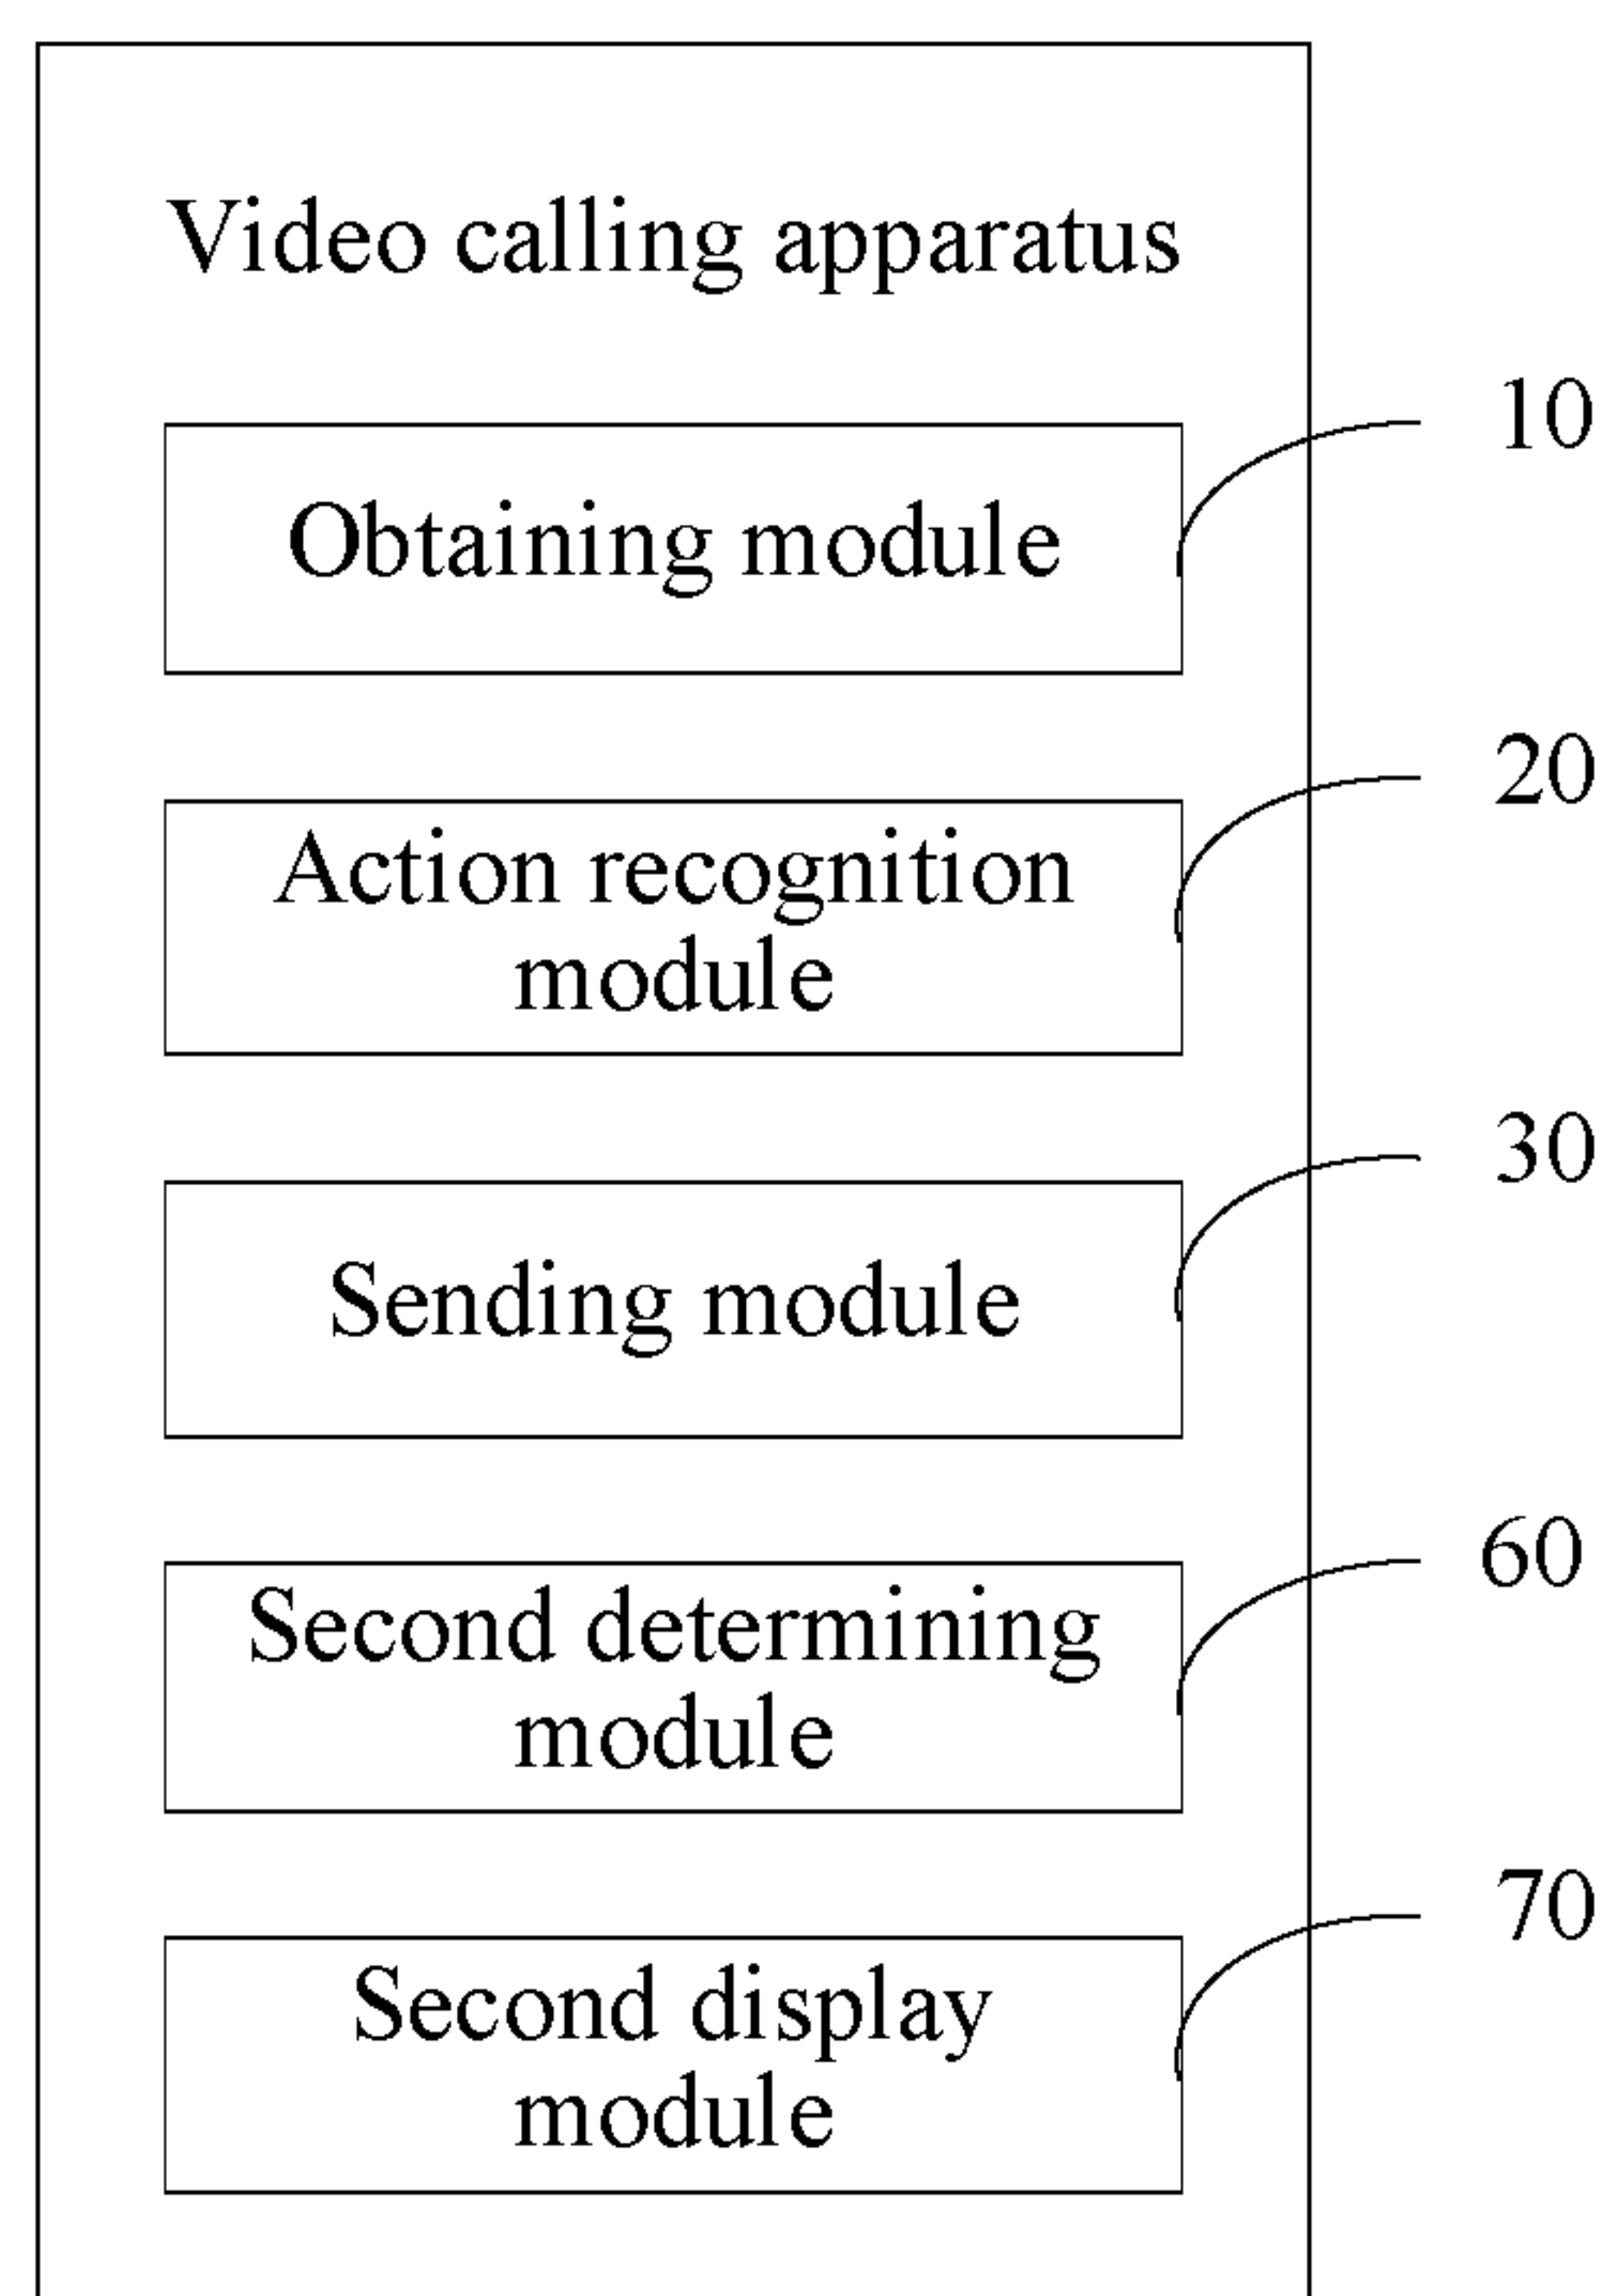 Video calling apparatus
10
Obtaining module
20
Action recognition
module
30
Sending module
60
Second determining
module
70
Second display
module